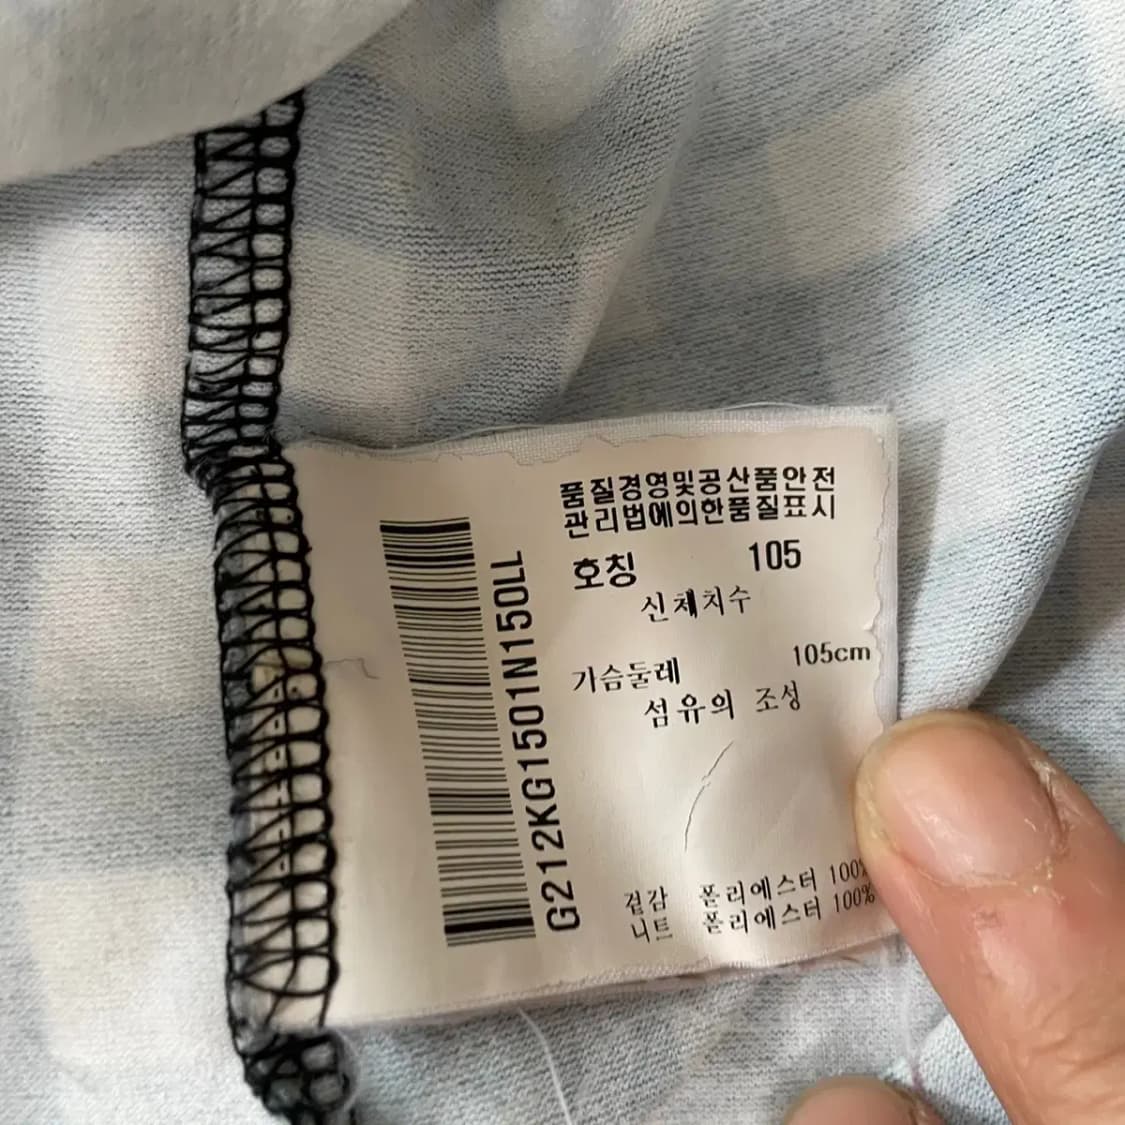 품질경영및공산품안전
관리법에의한품질표시
호칭 105
신체치수
가슴둘레 105cm
섬유의 조성
겉감 폴리에스터 100%
니트 폴리에스터 100%
G212KG1501N150LL